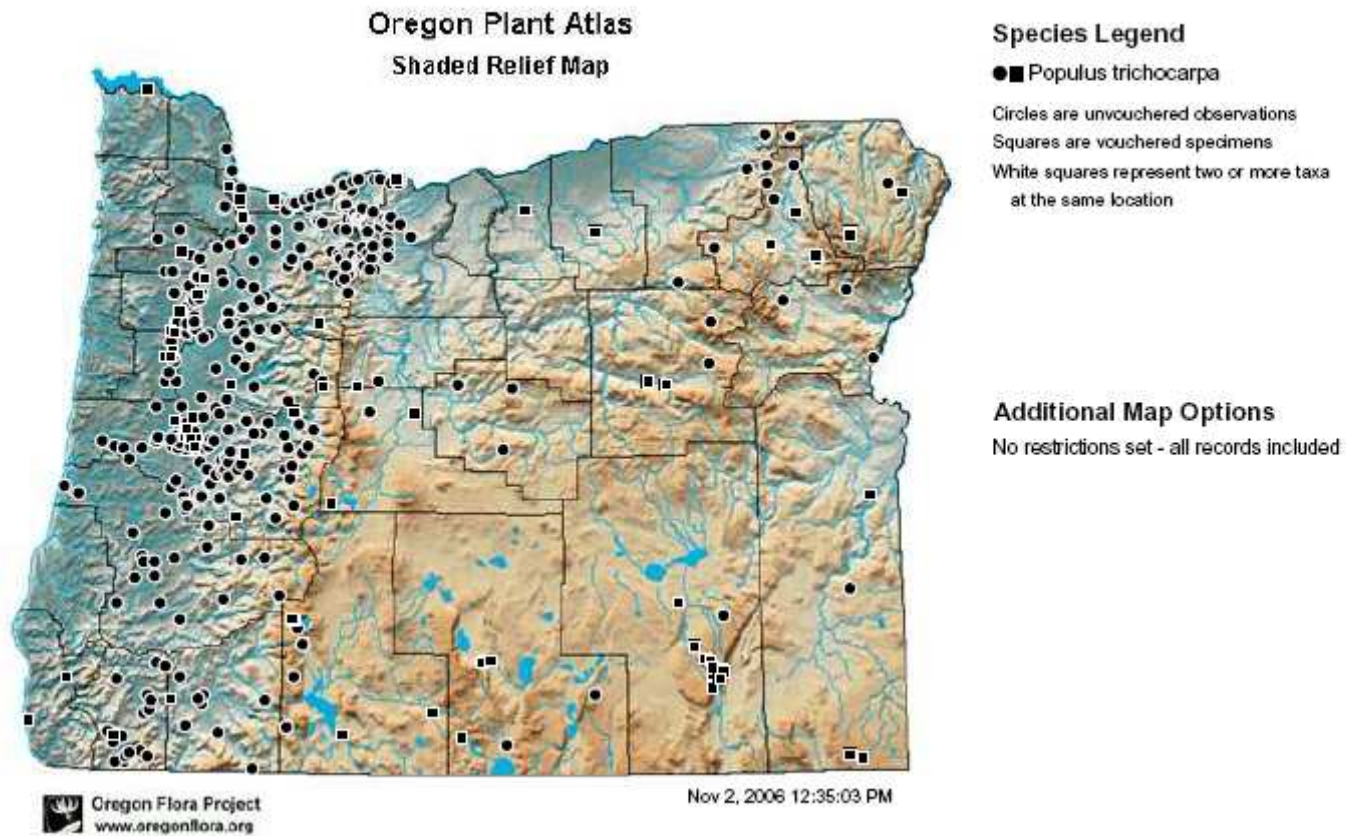 Oregon Plant Atlas
Shaded Relief Map
Species Legend
Populus trichocarpa
Circles are unvouchered observations
Squares are vouchered specimens
White squares represent two or more taxa
at the same location
Additional Map Options
No restrictions set - all records included
Oregon Flora Project
www.oregonflora.org
Nov 2, 2006 12:35:03 PM